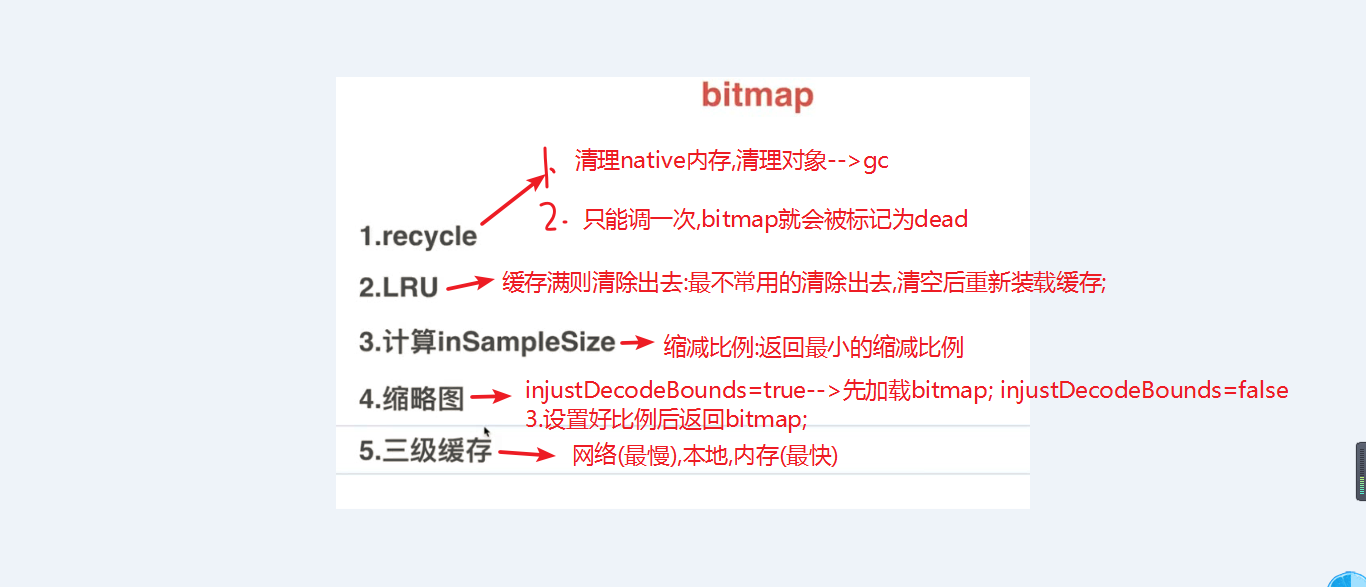 bitmap
1. 清理native内存,清理对象-->gc
2. 只能调一次,bitmap就会被标记为dead
1.recycle
2.LRU 缓存满则清除出去:最不常用的清除出去,清空后重新装载缓存;
3.计算inSampleSize 缩减比例:返回最小的缩减比例
4.缩略图 injustDecodeBounds=true-->先加载bitmap; injustDecodeBounds=false
3.设置好比例后返回bitmap;
5.三级缓存 网络(最慢),本地,内存(最快)